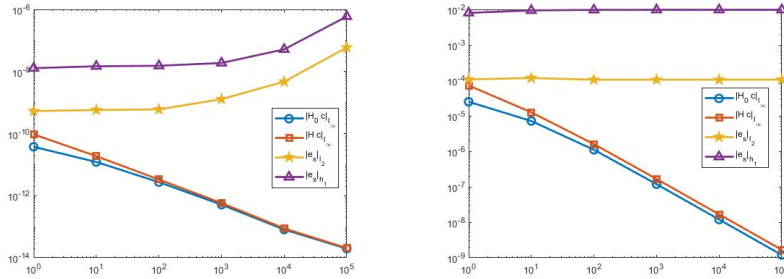 10^-6
10^-8
10^-10
10^-12
10^-14
10^0 10^1 10^2 10^3 10^4 10^5
|H_0 c|_{l_∞}
|H c|_{l_∞}
|e_s|_{l_2}
|e_s|_{h_1}
10^-2
10^-3
10^-4
10^-5
10^-6
10^-7
10^-8
10^-9
10^0 10^1 10^2 10^3 10^4
|H_0 c|_{l_∞}
|H c|_{l_∞}
|e_s|_{l_2}
|e_s|_{h_1}